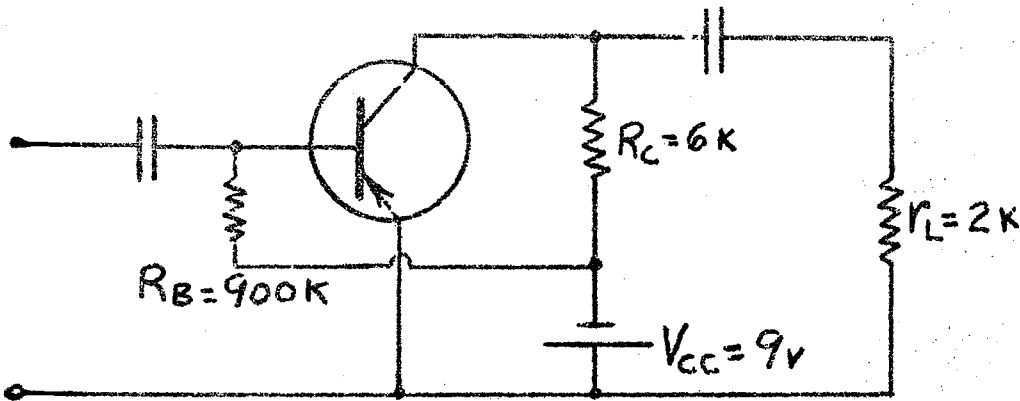 R_C = 6K
r_L = 2K
R_B = 900K
V_CC = 9v